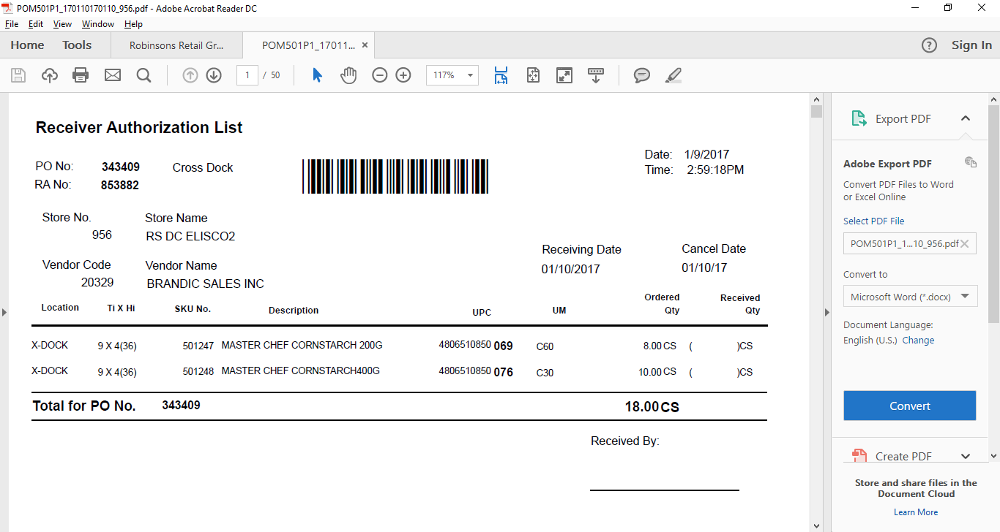 POM501P1_170110170110_956.pdf - Adobe Acrobat Reader DC
File Edit View Window Help
Home Tools Robinsons Retail Gr... POM501P1_17011... × Sign In
1 / 50 117%
Receiver Authorization List
Date: 1/9/2017
PO No: 343409 Cross Dock
Time: 2:59:18PM
RA No: 853882
Store No. Store Name
956 RS DC ELISCO2
Receiving Date Cancel Date
Vendor Code Vendor Name 01/10/2017 01/10/17
20329 BRANDIC SALES INC
Location Ti X Hi SKU No. Description UPC UM Ordered Qty Received Qty
X-DOCK 9 X 4(36) 501247 MASTER CHEF CORNSTARCH 200G 4806510850 069 C60 8.00 CS ( )CS
X-DOCK 9 X 4(36) 501248 MASTER CHEF CORNSTARCH400G 4806510850 076 C30 10.00 CS ( )CS
Total for PO No. 343409 18.00 CS
Received By:
Export PDF
Adobe Export PDF
Convert PDF Files to Word
or Excel Online
Select PDF File
POM501P1_1...10_956.pdf
Convert to
Microsoft Word (*.docx)
Document Language:
English (U.S.) Change
Convert
Create PDF
Store and share files in the
Document Cloud
Learn More